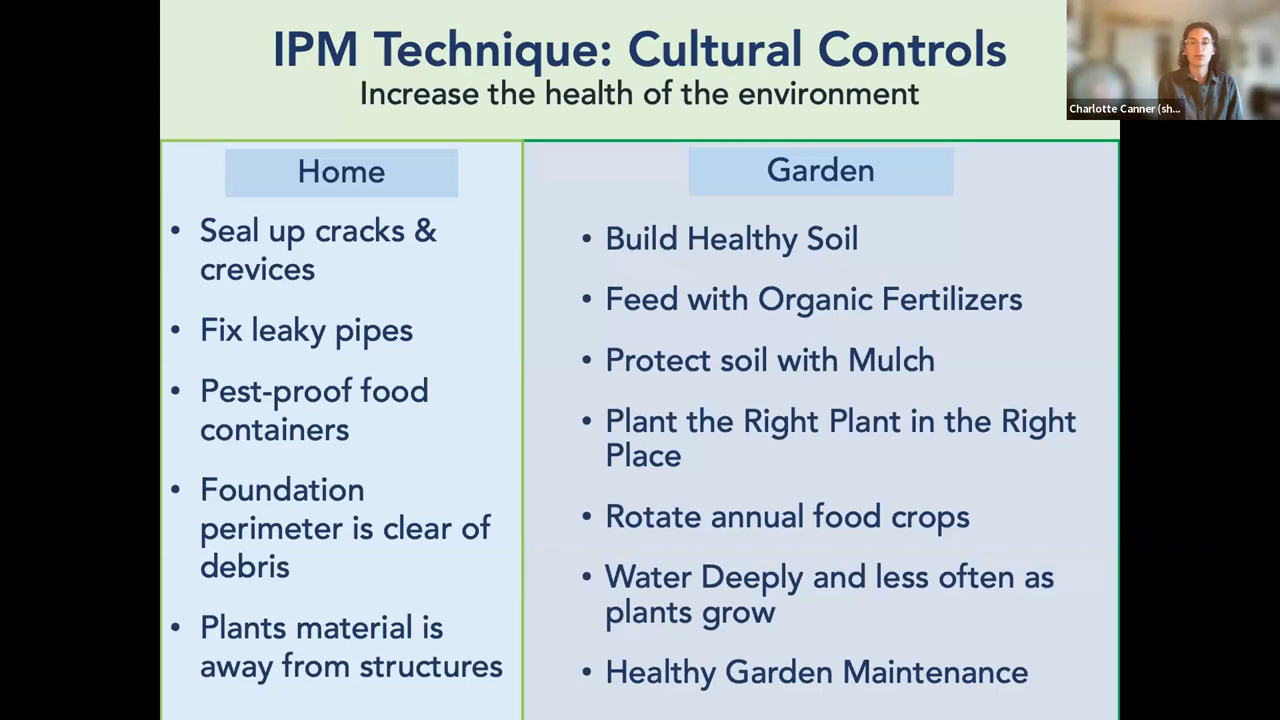 IPM Technique: Cultural Controls
Increase the health of the environment
Charlotte Canner (sh...
Home
• Seal up cracks &
crevices
• Fix leaky pipes
• Pest-proof food
containers
• Foundation
perimeter is clear of
debris
• Plants material is
away from structures
Garden
• Build Healthy Soil
• Feed with Organic Fertilizers
• Protect soil with Mulch
• Plant the Right Plant in the Right
Place
• Rotate annual food crops
• Water Deeply and less often as
plants grow
• Healthy Garden Maintenance